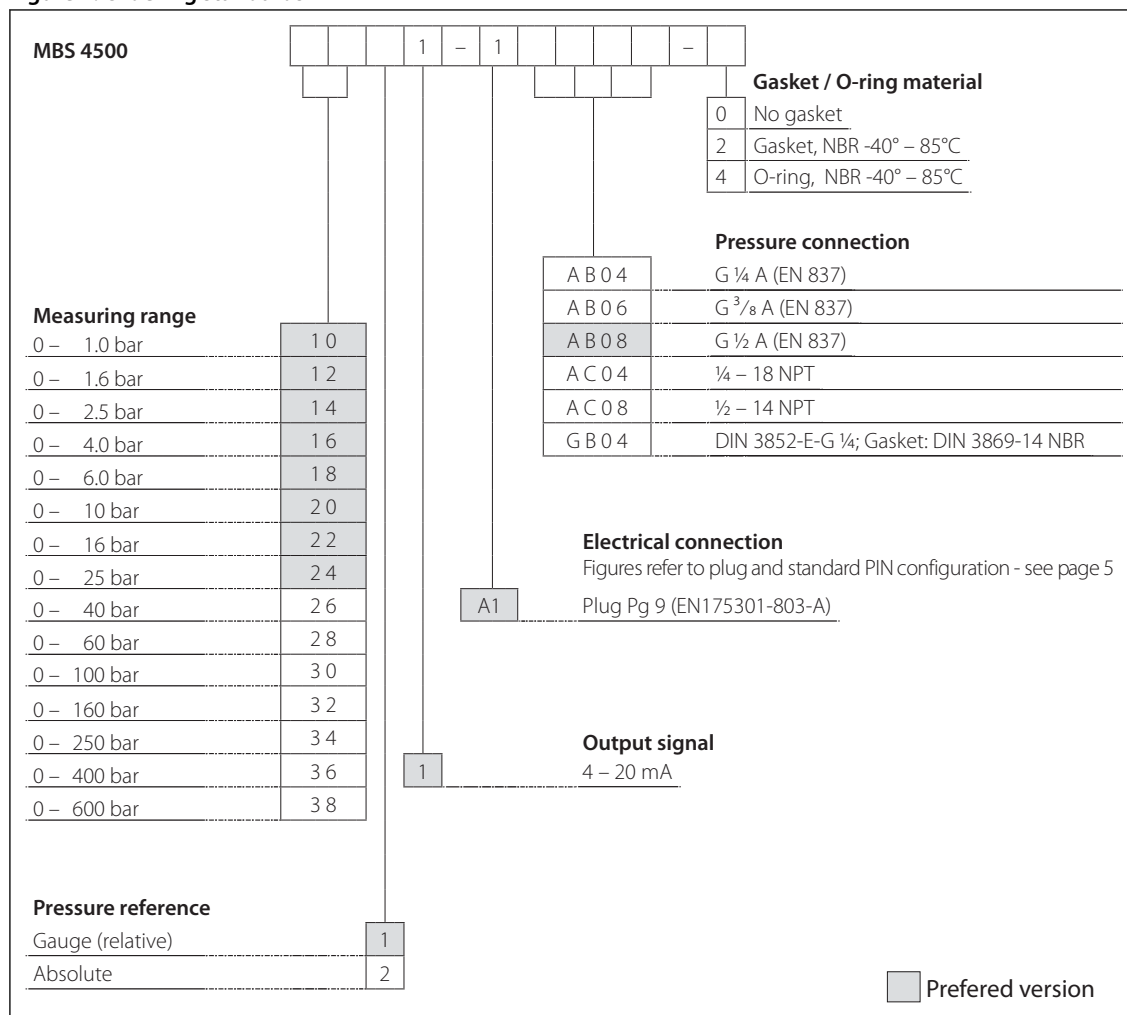 MBS 4500
1 – 1 –
Gasket / O-ring material
0 No gasket
2 Gasket, NBR -40° – 85°C
4 O-ring, NBR -40° – 85°C
Pressure connection
A B 0 4 G ¼ A (EN 837)
A B 0 6 G ³⁄₈ A (EN 837)
A B 0 8 G ½ A (EN 837)
A C 0 4 ¼ – 18 NPT
A C 0 8 ½ – 14 NPT
G B 0 4 DIN 3852-E-G ¼; Gasket: DIN 3869-14 NBR
Measuring range
0 – 1.0 bar 1 0
0 – 1.6 bar 1 2
0 – 2.5 bar 1 4
0 – 4.0 bar 1 6
0 – 6.0 bar 1 8
0 – 10 bar 2 0
0 – 16 bar 2 2
0 – 25 bar 2 4
0 – 40 bar 2 6
0 – 60 bar 2 8
0 – 100 bar 3 0
0 – 160 bar 3 2
0 – 250 bar 3 4
0 – 400 bar 3 6
0 – 600 bar 3 8
Electrical connection
Figures refer to plug and standard PIN configuration - see page 5
A1 Plug Pg 9 (EN175301-803-A)
Output signal
1 4 – 20 mA
Pressure reference
Gauge (relative) 1
Absolute 2
Prefered version